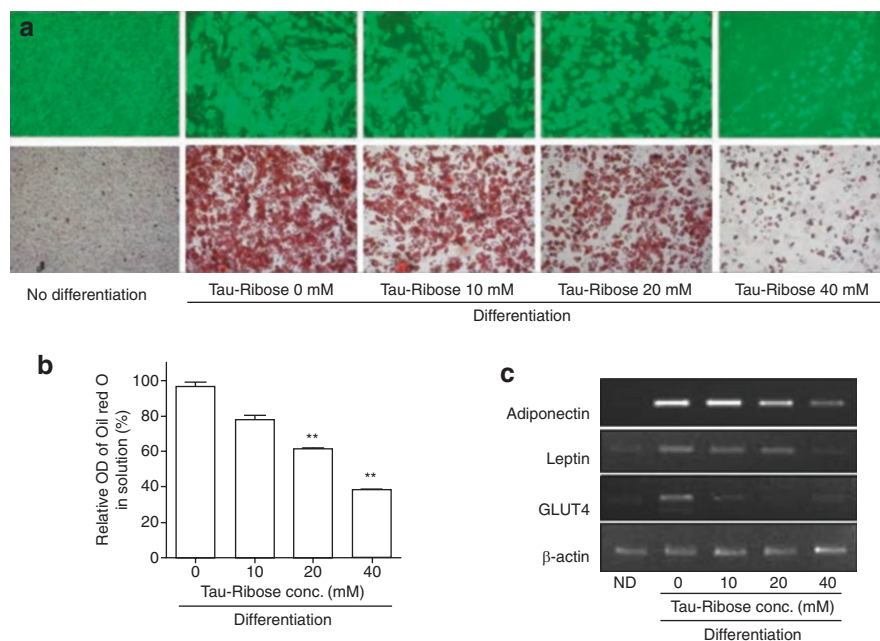 a
No differentiation
Tau-Ribose 0 mM
Tau-Ribose 10 mM
Tau-Ribose 20 mM
Tau-Ribose 40 mM
Differentiation
b
Relative OD of Oil red O
in solution (%)
100
80
60
40
20
0
**
**
0 10 20 40
Tau-Ribose conc. (mM)
Differentiation
c
Adiponectin
Leptin
GLUT4
β-actin
ND 0 10 20 40
Tau-Ribose conc. (mM)
Differentiation